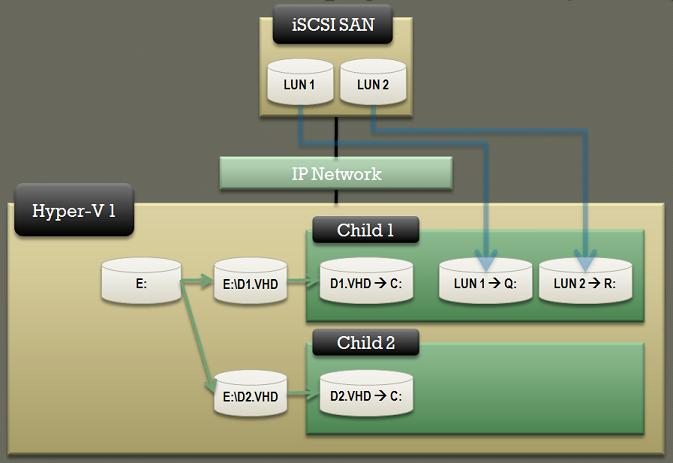 iSCSI SAN
LUN 1
LUN 2
IP Network
Hyper-V 1
Child 1
E:
E:\D1.VHD
D1.VHD → C:
LUN 1 → Q:
LUN 2 → R:
Child 2
E:\D2.VHD
D2.VHD → C: